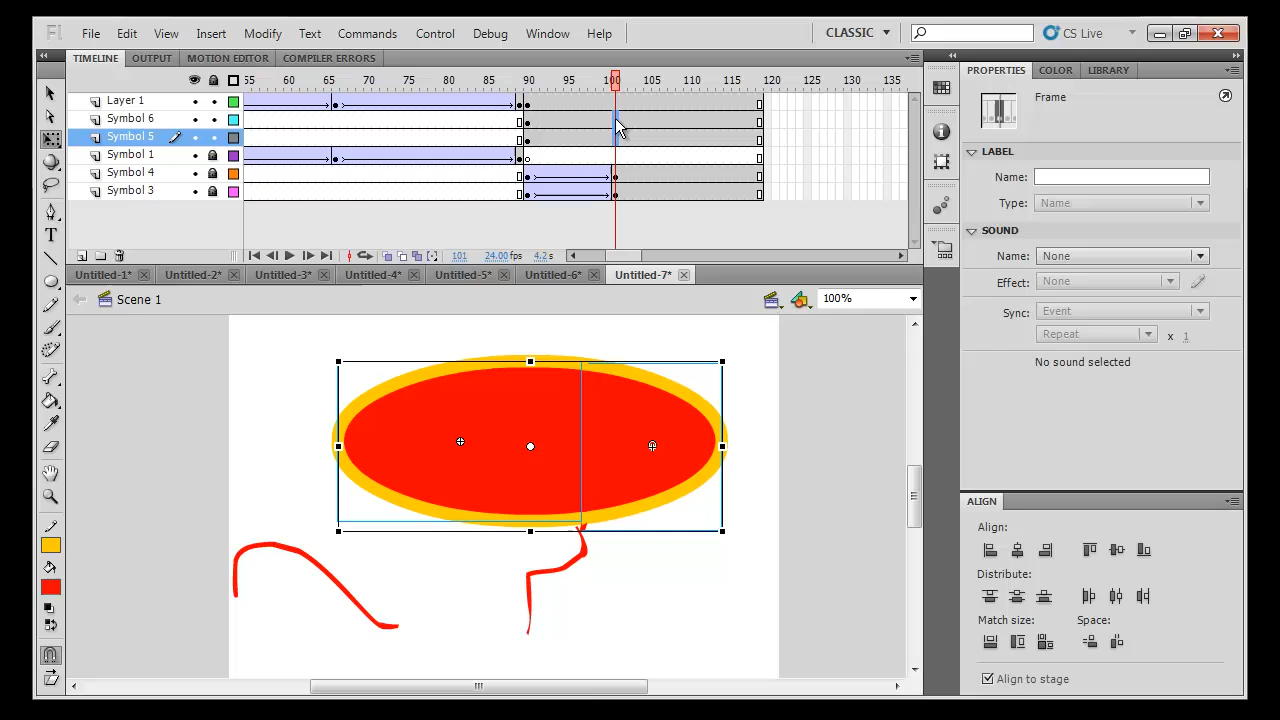 Fl File Edit View Insert Modify Text Commands Control Debug Window Help CLASSIC CS Live
TIMELINE OUTPUT MOTION EDITOR COMPILER ERRORS
55 60 65 70 75 80 85 90 95 100 105 110 115 120 125 130 135
Layer 1
Symbol 6
Symbol 5
Symbol 1
Symbol 4
Symbol 3
101 24.00 fps 4.2 s
Untitled-1* Untitled-2* Untitled-3* Untitled-4* Untitled-5* Untitled-6* Untitled-7*
Scene 1 100%
PROPERTIES COLOR LIBRARY
Frame
LABEL
Name:
Type: Name
SOUND
Name: None
Effect: None
Sync: Event
Repeat x 1
No sound selected
ALIGN
Align:
Distribute:
Match size: Space:
Align to stage